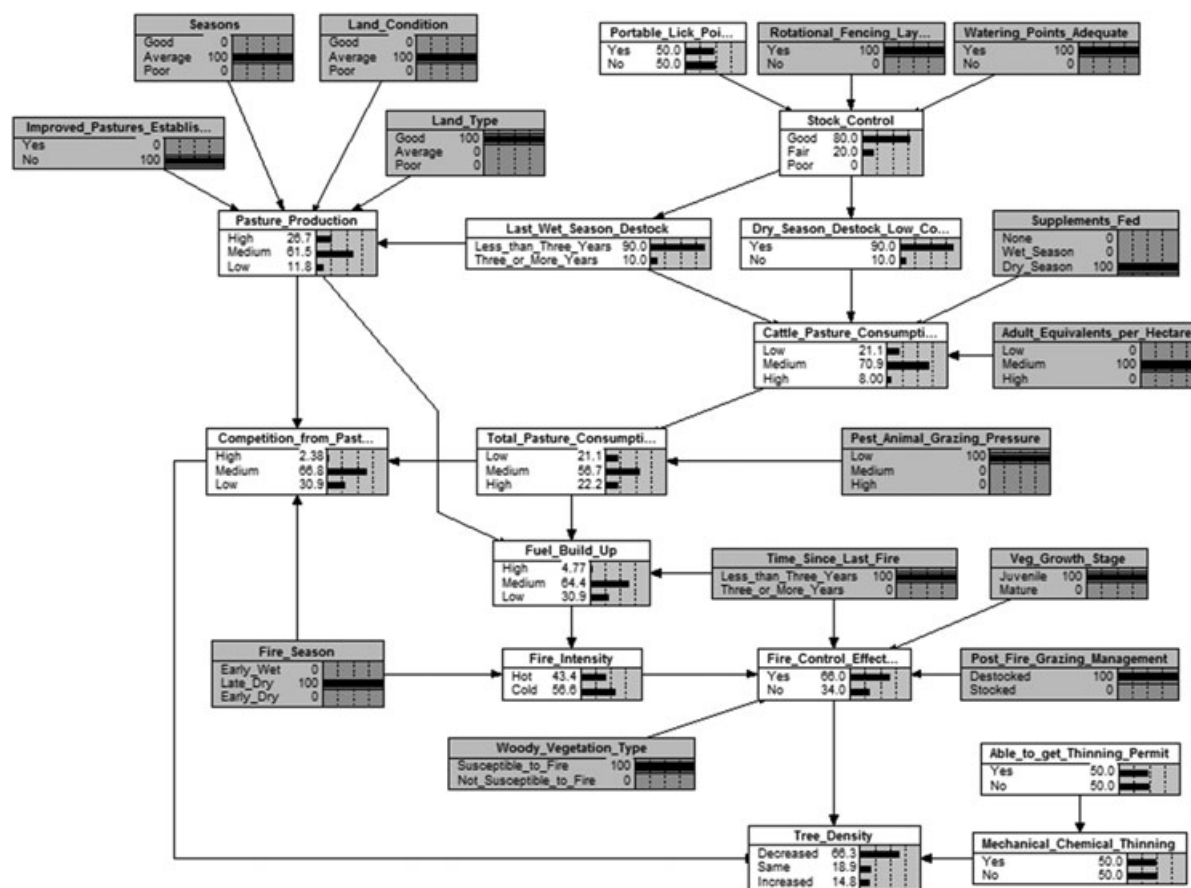 Seasons
Good 0
Average 100
Poor 0
Land_Condition
Good 0
Average 100
Poor 0
Portable_Lick_Poi...
Yes 50.0
No 50.0
Rotational_Fencing_Lay...
Yes 100
No 0
Watering_Points_Adequate
Yes 100
No 0
Improved_Pastures_Establis...
Yes 0
No 100
Land_Type
Good 100
Average 0
Poor 0
Stock_Control
Good 80.0
Fair 20.0
Poor 0
Pasture_Production
High 26.7
Medium 61.5
Low 11.8
Last_Wet_Season_Destock
Less_than_Three_Years 90.0
Three_or_More_Years 10.0
Dry_Season_Destock_Low_Co...
Yes 90.0
No 10.0
Supplements_Fed
None 0
Wet_Season 0
Dry_Season 100
Cattle_Pasture_Consumpti...
Low 21.1
Medium 70.9
High 8.00
Adult_Equivalents_per_Hectare
Low 0
Medium 100
High 0
Competition_from_Past...
High 2.38
Medium 66.8
Low 30.9
Total_Pasture_Consumpti...
Low 21.1
Medium 56.7
High 22.2
Pest_Animal_Grazing_Pressure
Low 100
Medium 0
High 0
Fuel_Build_Up
High 4.77
Medium 64.4
Low 30.9
Time_Since_Last_Fire
Less_than_Three_Years 100
Three_or_More_Years 0
Veg_Growth_Stage
Juvenile 100
Mature 0
Fire_Season
Early_Wet 0
Late_Dry 100
Early_Dry 0
Fire_Intensity
Hot 43.4
Cold 56.6
Fire_Control_Effect...
Yes 66.0
No 34.0
Post_Fire_Grazing_Management
Destocked 100
Stocked 0
Woody_Vegetation_Type
Susceptible_to_Fire 100
Not_Susceptible_to_Fire 0
Able_to_get_Thinning_Permit
Yes 50.0
No 50.0
Tree_Density
Decreased 66.3
Same 18.9
Increased 14.8
Mechanical_Chemical_Thinning
Yes 50.0
No 50.0